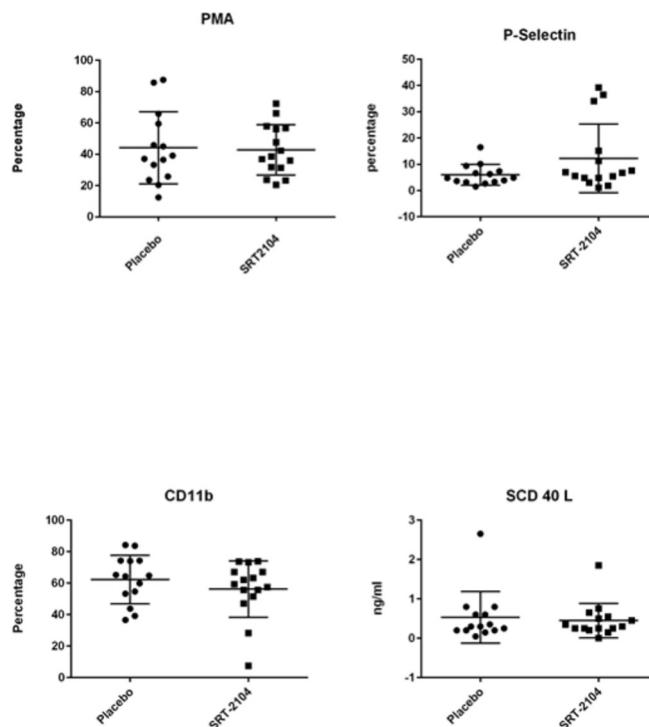 PMA
Percentage
100
80
60
40
20
0
Placebo
SRT2104
P-Selectin
percentage
50
40
30
20
10
0
-10
Placebo
SRT-2104
CD11b
Percentage
100
80
60
40
20
0
Placebo
SRT-2104
SCD 40 L
ng/ml
3
2
1
0
-1
Placebo
SRT-2104